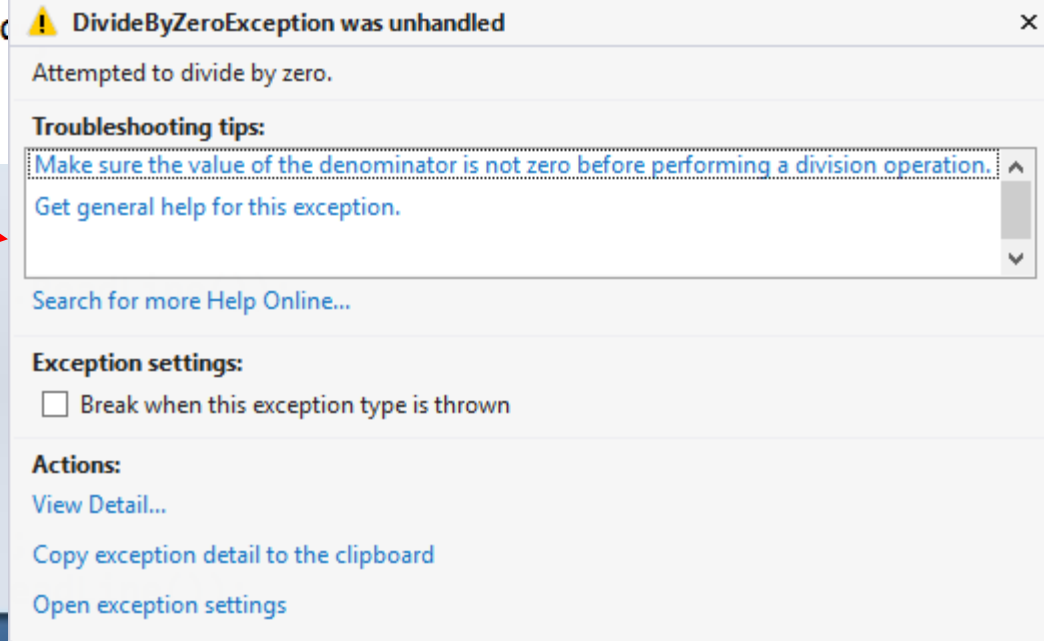 DivideByZeroException was unhandled
Attempted to divide by zero.
Troubleshooting tips:
Make sure the value of the denominator is not zero before performing a division operation.
Get general help for this exception.
Search for more Help Online...
Exception settings:
Break when this exception type is thrown
Actions:
View Detail...
Copy exception detail to the clipboard
Open exception settings